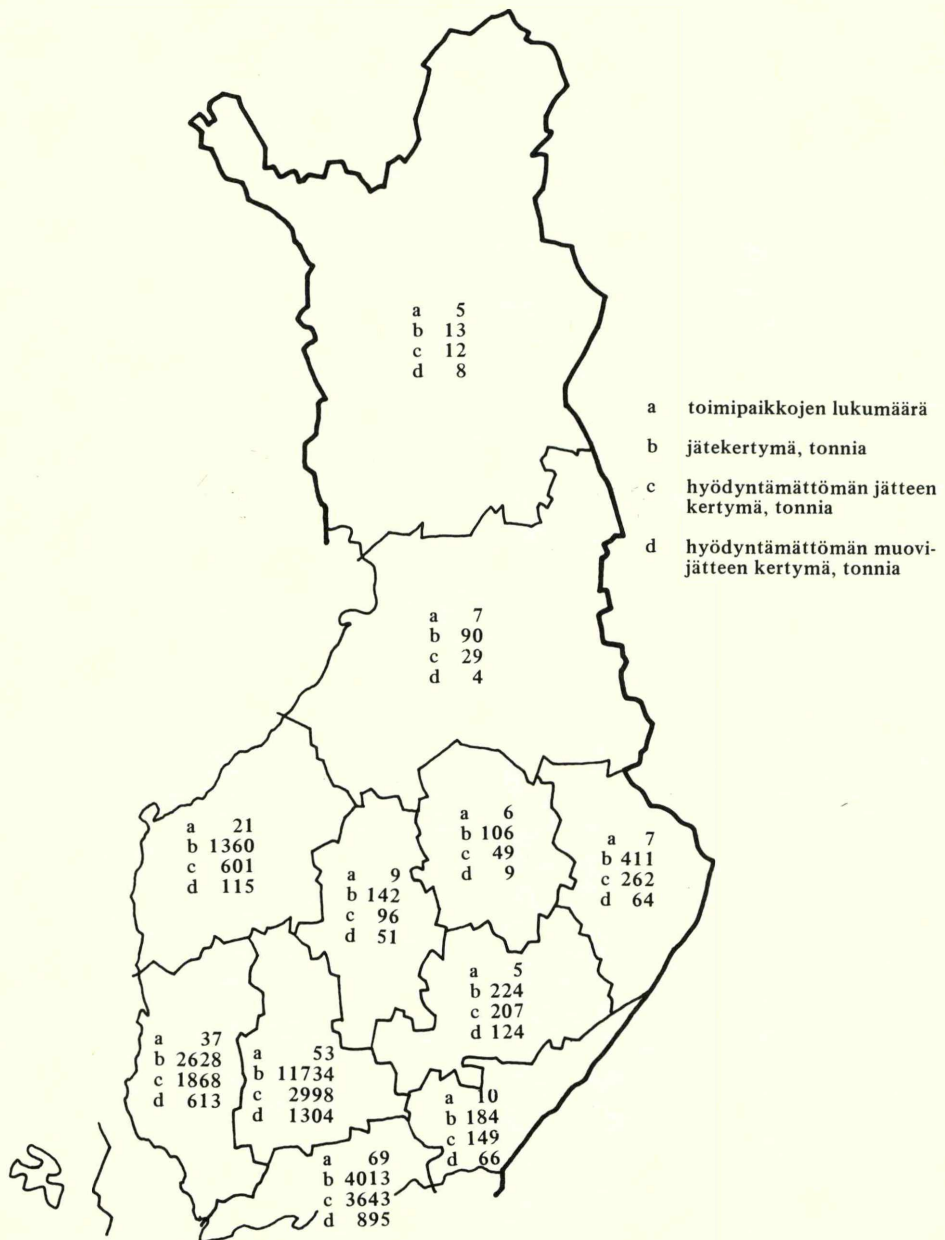 a 5
b 13
c 12
d 8
a toimipaikkojen lukumäärä
b jätekertymä, tonnia
c hyödyntämättömän jätteen
kertymä, tonnia
d hyödyntämättömän muovi-
jätteen kertymä, tonnia
a 7
b 90
c 29
d 4
a 21
b 1360
c 601
d 115
a 9
b 142
c 96
d 51
a 6
b 106
c 49
d 9
a 7
b 411
c 262
d 64
a 5
b 224
c 207
d 124
a 37
b 2628
c 1868
d 613
a 53
b 11734
c 2998
d 1304
a 10
b 184
c 149
d 66
a 69
b 4013
c 3643
d 895